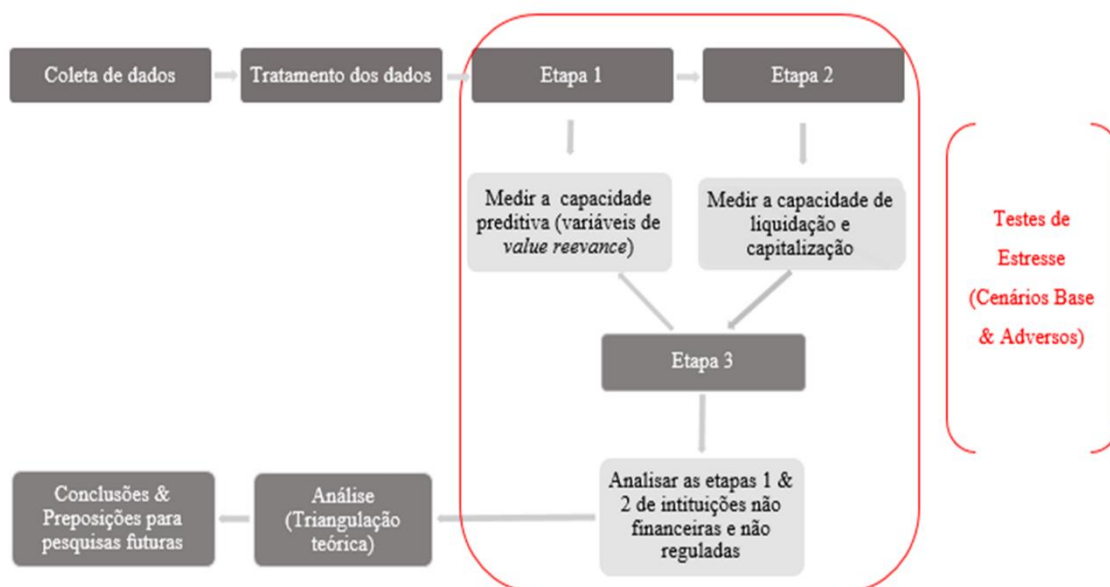 Coleta de dados
Tratamento dos dados
Etapa 1
Etapa 2
Medir a capacidade
preditiva (variáveis de
value reevance)
Medir a capacidade de
liquidação e
capitalização
Testes de
Estresse
(Cenários Base
& Adversos)
Etapa 3
Analisar as etapas 1 &
2 de intituições não
financeiras e não
reguladas
Análise
(Triangulação
teórica)
Conclusões &
Preposições para
pesquisas futuras